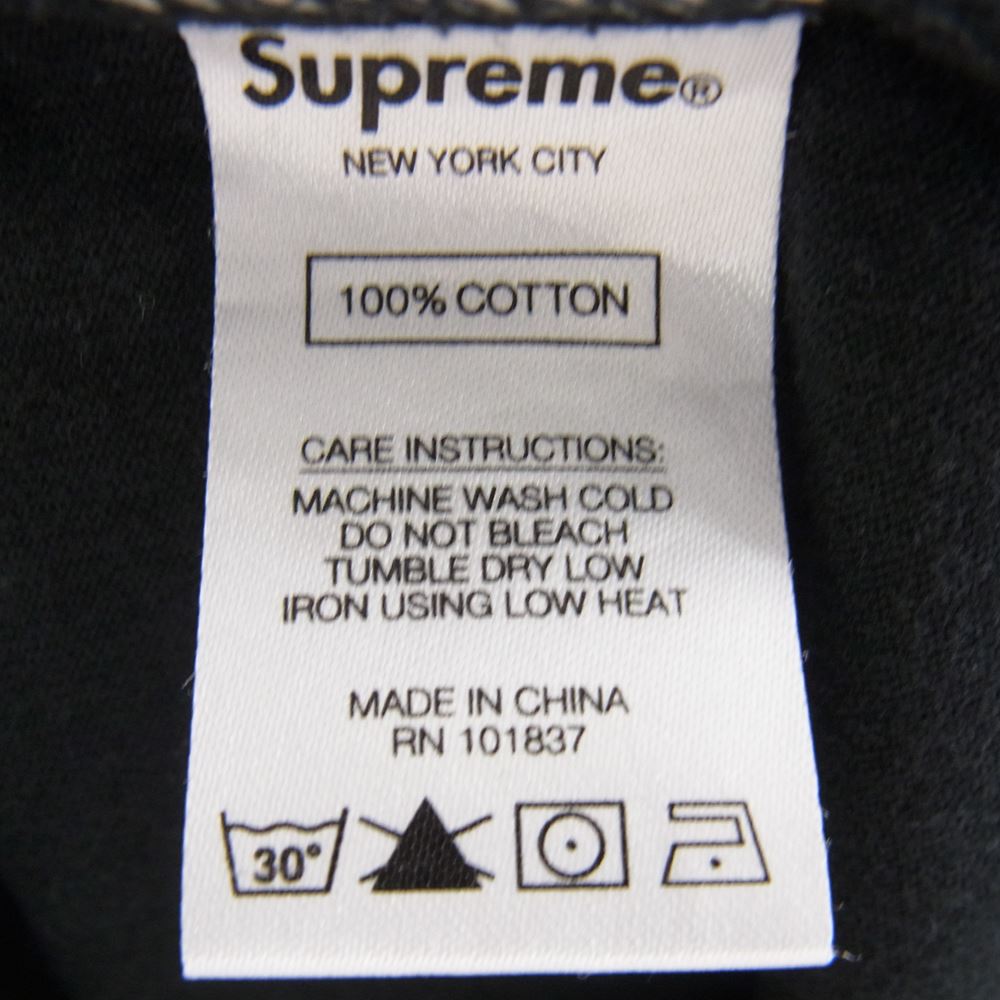 Supreme®
NEW YORK CITY
100% COTTON
CARE INSTRUCTIONS:
MACHINE WASH COLD
DO NOT BLEACH
TUMBLE DRY LOW
IRON USING LOW HEAT
MADE IN CHINA
RN 101837
30°